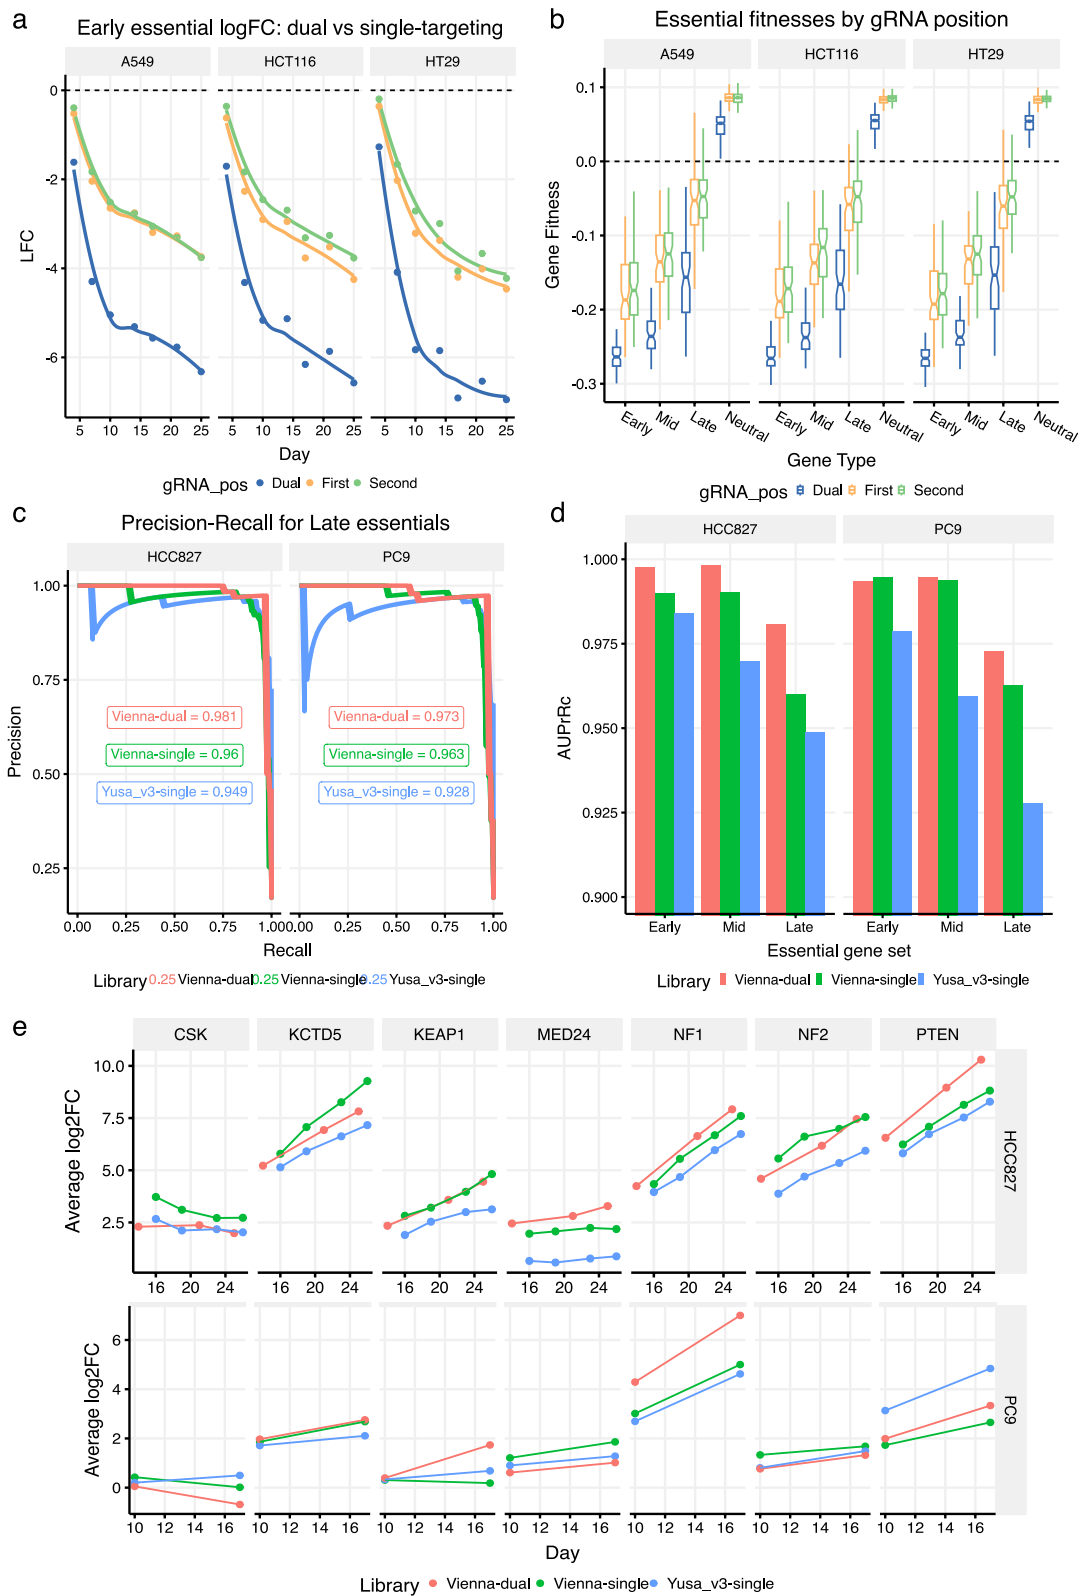 a
Early essential logFC: dual vs single-targeting
A549 HCT116 HT29
0
-2
-4
-6
LFC
5 10 15 20 25 5 10 15 20 25 5 10 15 20 25
Day
gRNA_pos Dual First Second
b
Essential fitnesses by gRNA position
A549 HCT116 HT29
0.1
0.0
-0.1
-0.2
-0.3
Gene Fitness
Early Mid Late Neutral Early Mid Late Neutral Early Mid Late Neutral
Gene Type
gRNA_pos Dual First Second
c
Precision-Recall for Late essentials
HCC827 PC9
1.00
0.75
0.50
0.25
Precision
Vienna-dual = 0.981
Vienna-single = 0.96
Yusa_v3-single = 0.949
Vienna-dual = 0.973
Vienna-single = 0.963
Yusa_v3-single = 0.928
0.00 0.25 0.50 0.75 1.00 0.00 0.25 0.50 0.75 1.00
Recall
Library 0.25 Vienna-dual 0.25 Vienna-single 0.25 Yusa_v3-single
d
HCC827 PC9
1.000
0.975
0.950
0.925
0.900
AUPrRc
Early Mid Late Early Mid Late
Essential gene set
Library Vienna-dual Vienna-single Yusa_v3-single
e
CSK KCTD5 KEAP1 MED24 NF1 NF2 PTEN
10.0
7.5
5.0
2.5
Average log2FC
HCC827
16 20 24 16 20 24 16 20 24 16 20 24 16 20 24 16 20 24 16 20 24
6
4
2
0
Average log2FC
PC9
10 12 14 16 10 12 14 16 10 12 14 16 10 12 14 16 10 12 14 16 10 12 14 16 10 12 14 16
Day
Library Vienna-dual Vienna-single Yusa_v3-single